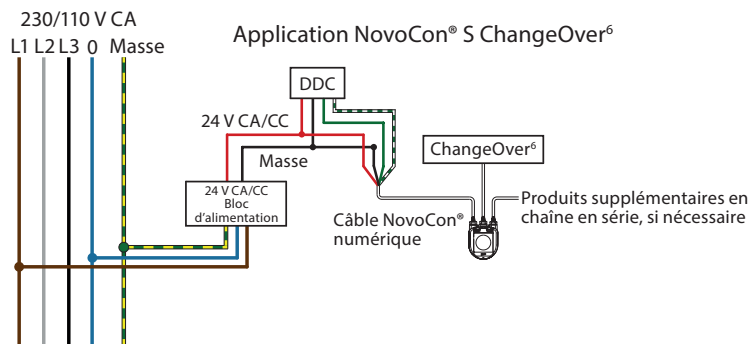 230/110 V CA
L1 L2 L3 0 Masse
Application NovoCon® S ChangeOver⁶
DDC
24 V CA/CC
Masse
ChangeOver⁶
24 V CA/CC
Bloc
d'alimentation
Câble NovoCon®
numérique
Produits supplémentaires en
chaîne en série, si nécessaire